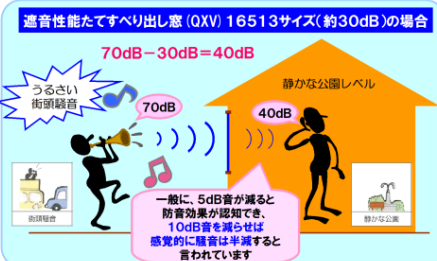 遮音性能たてすべり出し窓(QXV)16513サイズ(約30dB)の場合
70dB－30dB＝40dB
うるさい
街頭騒音
静かな公園レベル
70dB
40dB
街頭騒音
静かな公園
一般に、5dB音が減ると
防音効果が認知でき、
10dB音を減らせば
感覚的に騒音は半減すると
言われています